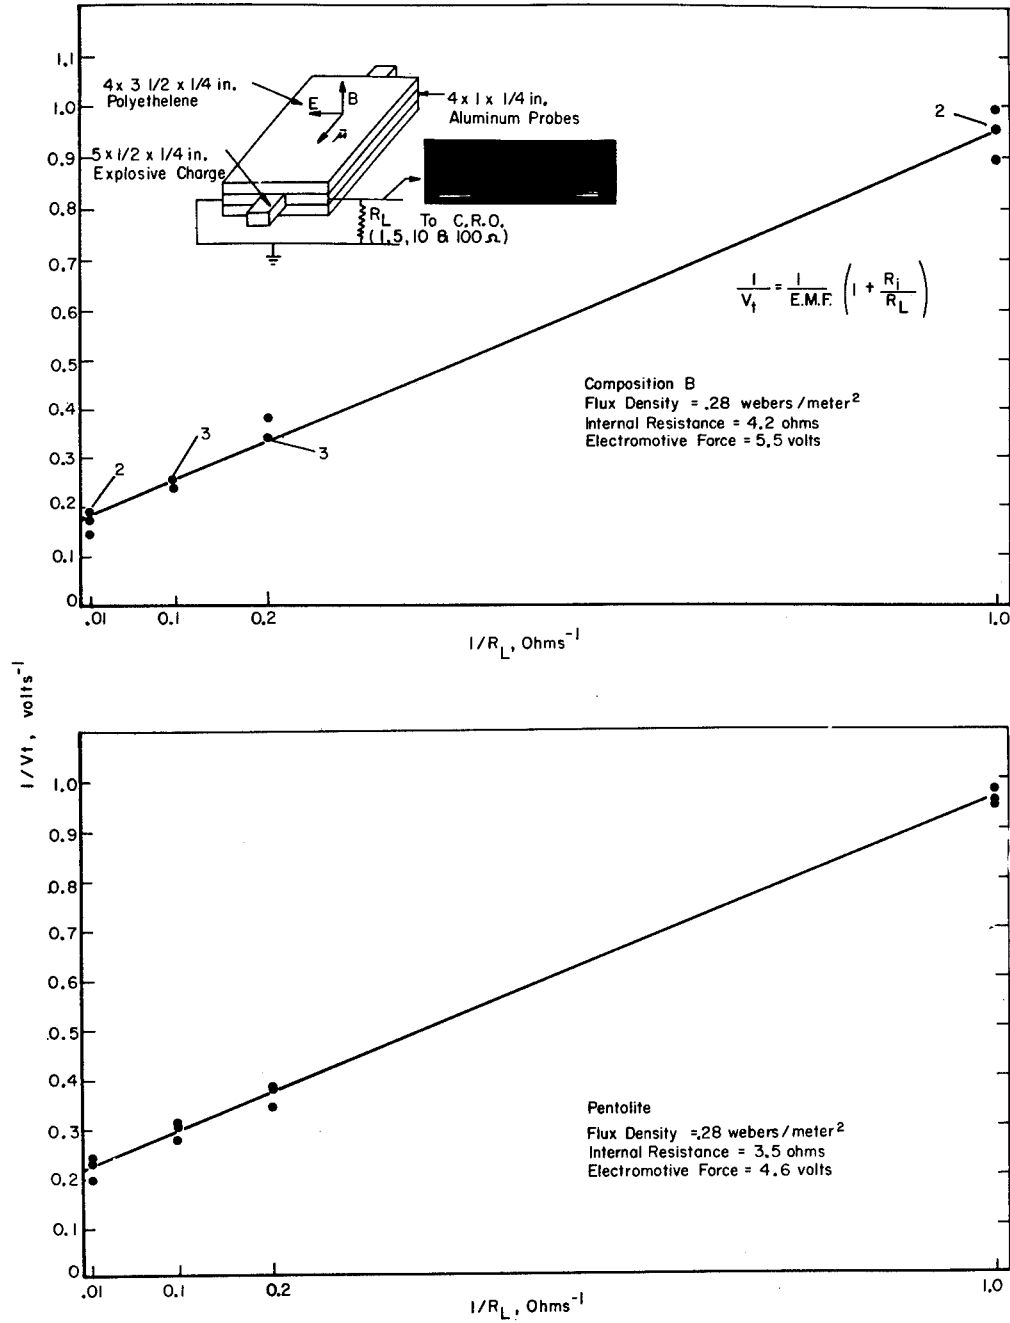 1.1
1.0
0.9
0.8
0.7
0.6
0.5
0.4
0.3
0.2
0.1
0
4 x 3 1/2 x 1/4 in.
Polyethelene
5 x 1/2 x 1/4 in.
Explosive Charge
E
B
4 x 1 x 1/4 in.
Aluminum Probes
R_L To C.R.O.
(1,5,10 & 100 Ω)
2
1/V_t = 1/E.M.F. (1 + R_i/R_L)
Composition B
Flux Density = .28 webers/meter²
Internal Resistance = 4.2 ohms
Electromotive Force = 5.5 volts
2
3
3
.01 0.1 0.2 1.0
1/R_L, Ohms⁻¹
1/Vt, volts⁻¹
1.0
0.9
0.8
0.7
0.6
0.5
0.4
0.3
0.2
0.1
0
Pentolite
Flux Density =.28 webers/meter²
Internal Resistance = 3.5 ohms
Electromotive Force = 4.6 volts
.01 0.1 0.2 1.0
1/R_L, Ohms⁻¹